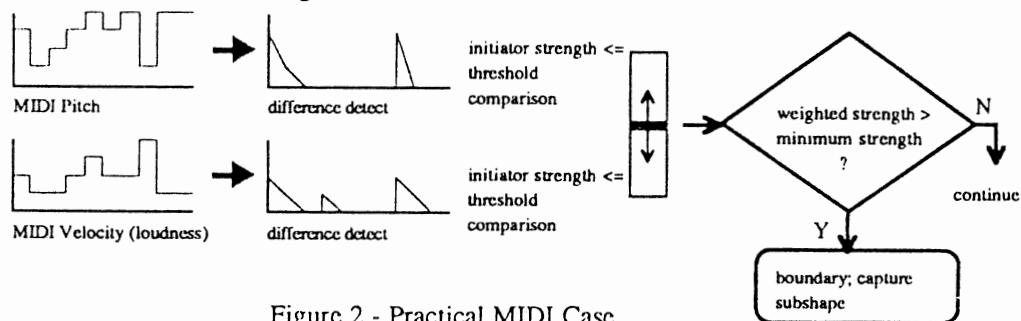 MIDI Pitch
difference detect
initiator strength <=
threshold
comparison
MIDI Velocity (loudness)
difference detect
initiator strength <=
threshold
comparison
weighted strength >
minimum strength
?
N
continue
Y
boundary; capture
subshape
Figure 2 - Practical MIDI Case